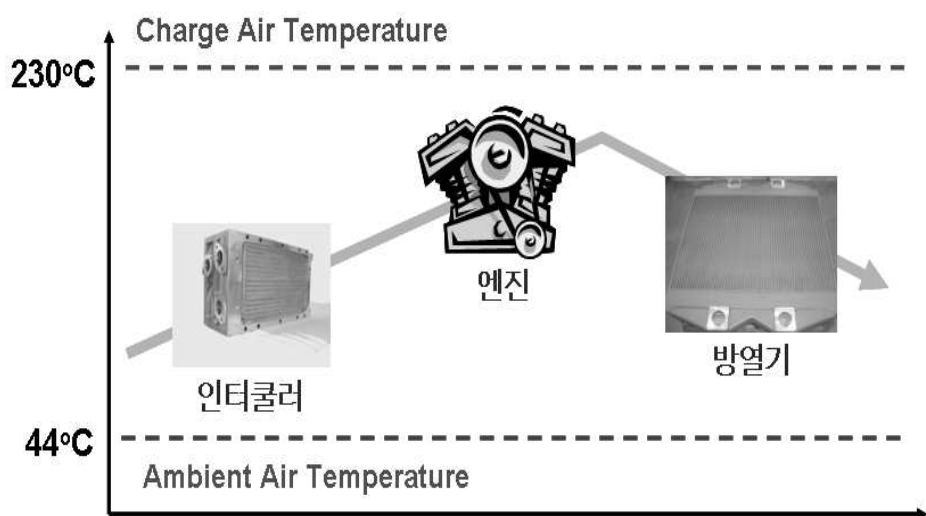 Charge Air Temperature
230°C
엔진
방열기
인터쿨러
44°C
Ambient Air Temperature